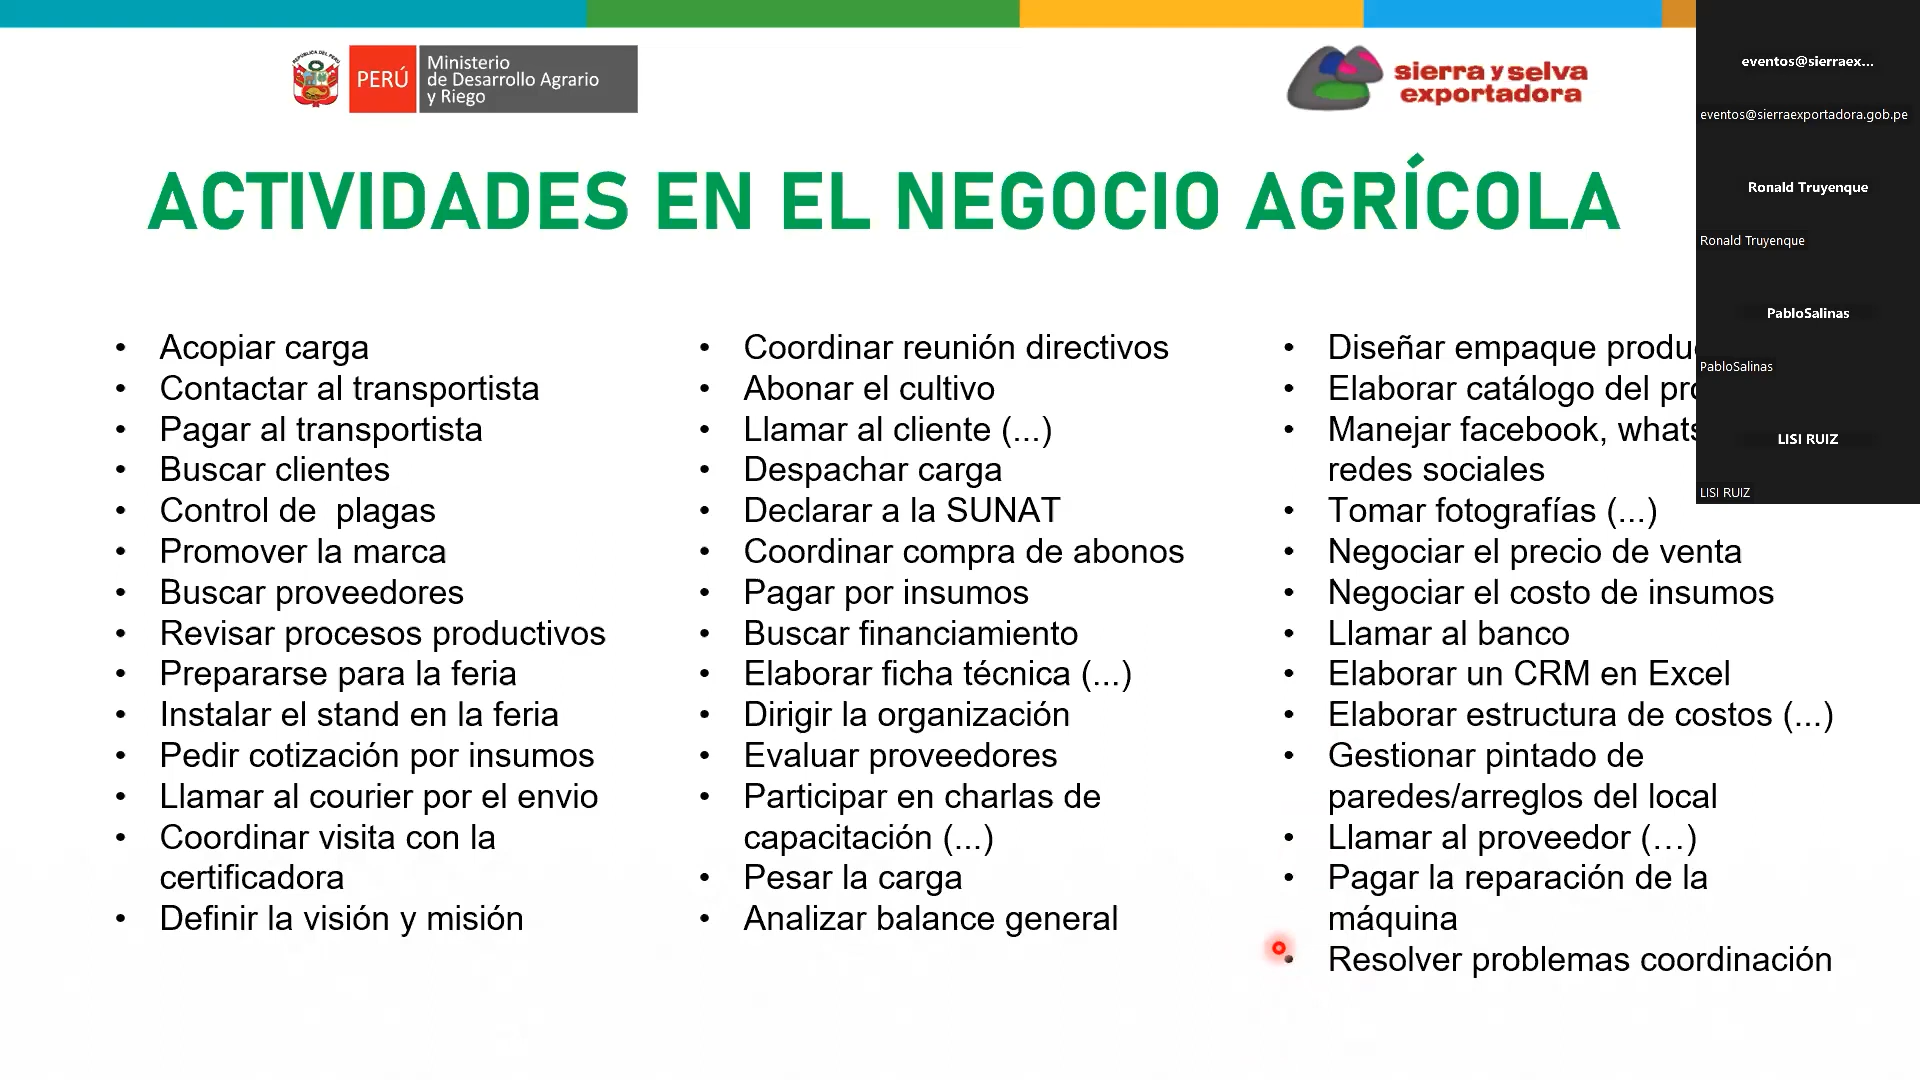 REPÚBLICA DEL PERÚ
PERÚ
Ministerio
de Desarrollo Agrario
y Riego
sierra y selva
exportadora
ACTIVIDADES EN EL NEGOCIO AGRÍCOLA
• Acopiar carga
• Contactar al transportista
• Pagar al transportista
• Buscar clientes
• Control de  plagas
• Promover la marca
• Buscar proveedores
• Revisar procesos productivos
• Prepararse para la feria
• Instalar el stand en la feria
• Pedir cotización por insumos
• Llamar al courier por el envio
• Coordinar visita con la
certificadora
• Definir la visión y misión
• Coordinar reunión directivos
• Abonar el cultivo
• Llamar al cliente (...)
• Despachar carga
• Declarar a la SUNAT
• Coordinar compra de abonos
• Pagar por insumos
• Buscar financiamiento
• Elaborar ficha técnica (...)
• Dirigir la organización
• Evaluar proveedores
• Participar en charlas de
capacitación (...)
• Pesar la carga
• Analizar balance general
• Diseñar empaque
• Elaborar catálogo del
• Manejar facebook,
redes sociales
• Tomar fotografías (...)
• Negociar el precio de venta
• Negociar el costo de insumos
• Llamar al banco
• Elaborar un CRM en Excel
• Elaborar estructura de costos (...)
• Gestionar pintado de
paredes/arreglos del local
• Llamar al proveedor (…)
• Pagar la reparación de la
máquina
• Resolver problemas coordinación
eventos@sierraex...
eventos@sierraexportadora.gob.pe
Ronald Truyenque
Ronald Truyenque
PabloSalinas
PabloSalinas
LISI RUIZ
LISI RUIZ